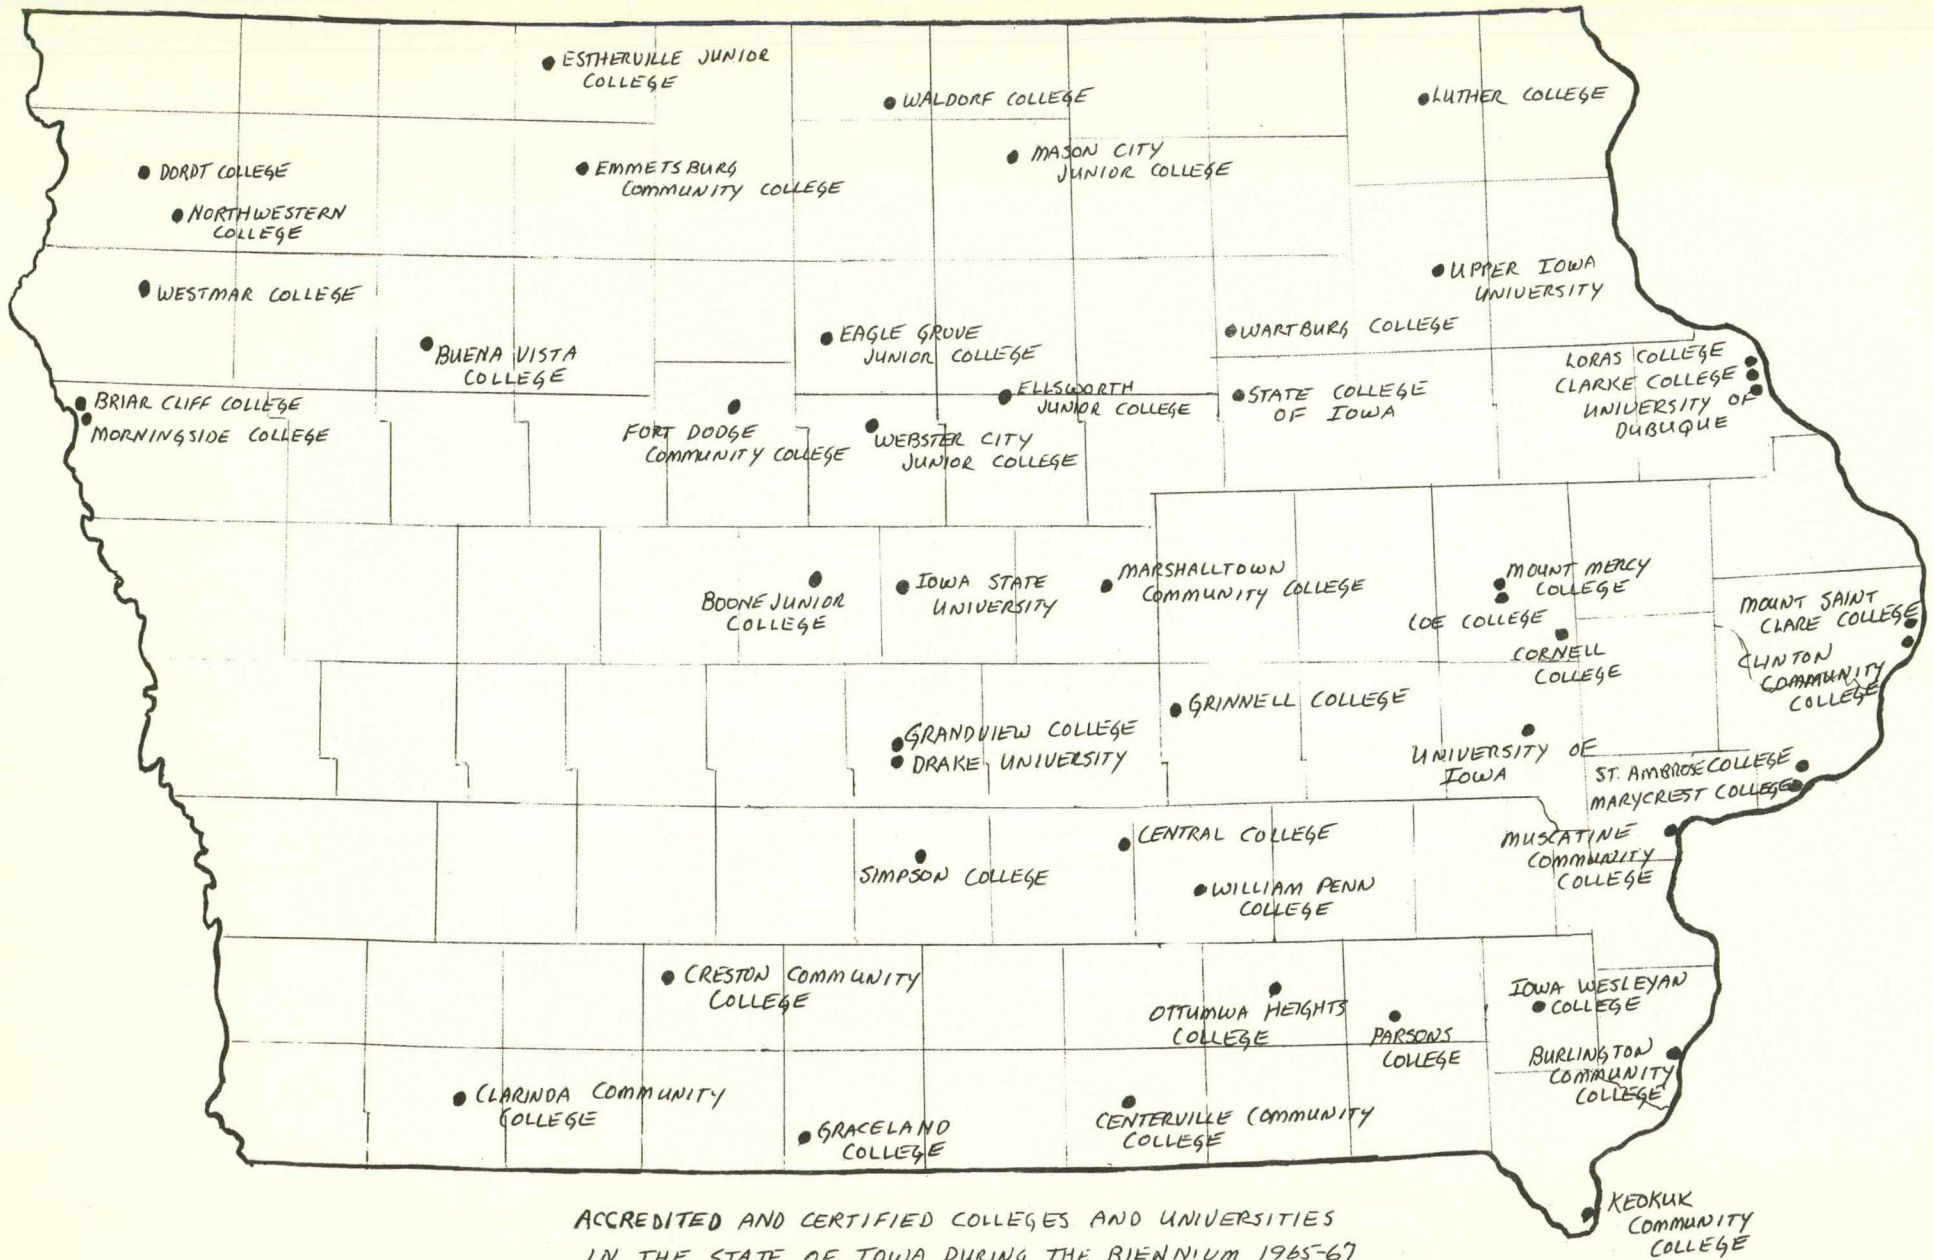 ESTHERVILLE JUNIOR
COLLEGE
WALDORF COLLEGE
LUTHER COLLEGE
DORDT COLLEGE
EMMETSBURG
COMMUNITY COLLEGE
MASON CITY
JUNIOR COLLEGE
NORTHWESTERN
COLLEGE
WESTMAR COLLEGE
UPPER IOWA
UNIVERSITY
BUENA VISTA
COLLEGE
EAGLE GROVE
JUNIOR COLLEGE
WARTBURG COLLEGE
LORAS COLLEGE
CLARKE COLLEGE
UNIVERSITY OF
DUBUQUE
BRIAR CLIFF COLLEGE
MORNINGSIDE COLLEGE
FORT DODGE
COMMUNITY COLLEGE
WEBSTER CITY
JUNIOR COLLEGE
ELLSWORTH
JUNIOR COLLEGE
STATE COLLEGE
OF IOWA
BOONE JUNIOR
COLLEGE
IOWA STATE
UNIVERSITY
MARSHALLTOWN
COMMUNITY COLLEGE
MOUNT MERCY
COLLEGE
COE COLLEGE
CORNELL
COLLEGE
MOUNT SAINT
CLARE COLLEGE
CLINTON
COMMUNITY
COLLEGE
GRINNELL COLLEGE
GRANDVIEW COLLEGE
DRAKE UNIVERSITY
UNIVERSITY OF
IOWA
ST. AMBROSE COLLEGE
MARYCREST COLLEGE
MUSCATINE
COMMUNITY
COLLEGE
SIMPSON COLLEGE
CENTRAL COLLEGE
WILLIAM PENN
COLLEGE
CRESTON COMMUNITY
COLLEGE
OTTUMWA HEIGHTS
COLLEGE
PARSONS
COLLEGE
IOWA WESLEYAN
COLLEGE
BURLINGTON
COMMUNITY
COLLEGE
CLARINDA COMMUNITY
COLLEGE
GRACELAND
COLLEGE
CENTERVILLE COMMUNITY
COLLEGE
KEOKUK
COMMUNITY
COLLEGE
ACCREDITED AND CERTIFIED COLLEGES AND UNIVERSITIES
IN THE STATE OF IOWA DURING THE BIENNIUM 1965-67